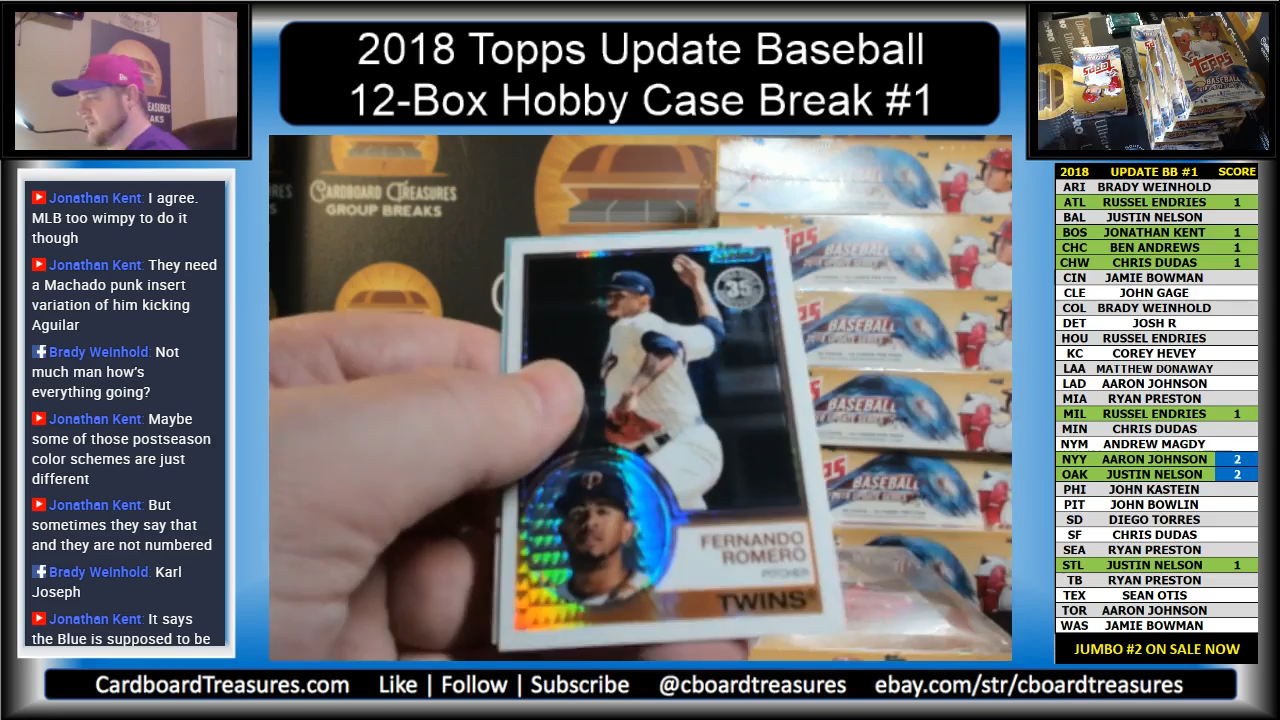 2018 Topps Update Baseball
12-Box Hobby Case Break #1
Jonathan Kent: I agree.
MLB too wimpy to do it
though
Jonathan Kent: They need
a Machado punk insert
variation of him kicking
Aguilar
Brady Weinhold: Not
much man how's
everything going?
Jonathan Kent: Maybe
some of those postseason
color schemes are just
different
Jonathan Kent: But
sometimes they say that
and they are not numbered
Brady Weinhold: Karl
Joseph
Jonathan Kent: It says
the Blue is supposed to be
CARDBOARD TREASURES
GROUP BREAKS
35
FERNANDO
ROMERO
PITCHER
TWINS
BASEBALL
BASEBALL
BASEBALL
Topps
BASEBALL
2018 UPDATE BB #1 SCORE
ARI BRADY WEINHOLD
ATL RUSSEL ENDRIES 1
BAL JUSTIN NELSON
BOS JONATHAN KENT 1
CHC BEN ANDREWS 1
CHW CHRIS DUDAS 1
CIN JAMIE BOWMAN
CLE JOHN GAGE
COL BRADY WEINHOLD
DET JOSH R
HOU RUSSEL ENDRIES
KC COREY HEVEY
LAA MATTHEW DONAWAY
LAD AARON JOHNSON
MIA RYAN PRESTON
MIL RUSSEL ENDRIES 1
MIN CHRIS DUDAS
NYM ANDREW MAGDY
NYY AARON JOHNSON 2
OAK JUSTIN NELSON 2
PHI JOHN KASTEIN
PIT JOHN BOWLIN
SD DIEGO TORRES
SF CHRIS DUDAS
SEA RYAN PRESTON
STL JUSTIN NELSON 1
TB RYAN PRESTON
TEX SEAN OTIS
TOR AARON JOHNSON
WAS JAMIE BOWMAN
JUMBO #2 ON SALE NOW
CardboardTreasures.com Like | Follow | Subscribe @cboardtreasures ebay.com/str/cboardtreasures